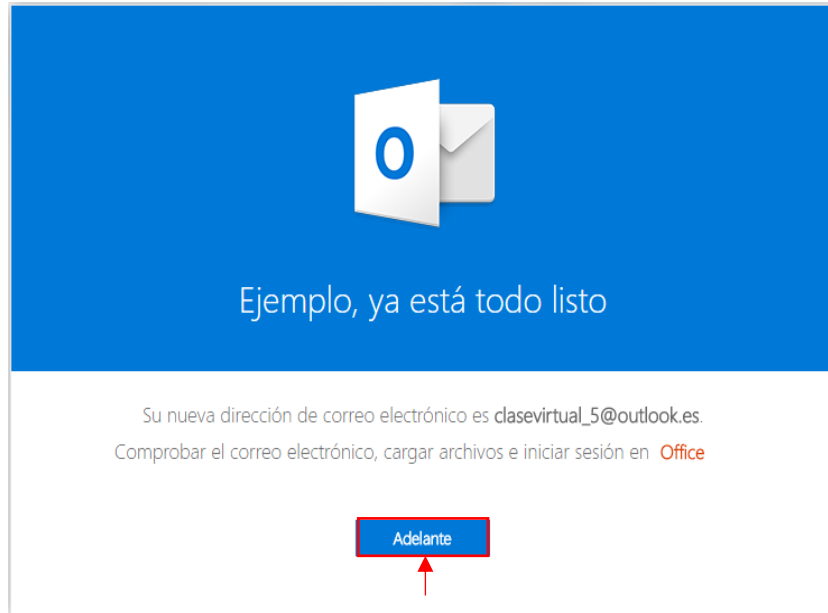 O
Ejemplo, ya está todo listo
Su nueva dirección de correo electrónico es clasevirtual_5@outlook.es.
Comprobar el correo electrónico, cargar archivos e iniciar sesión en Office
Adelante